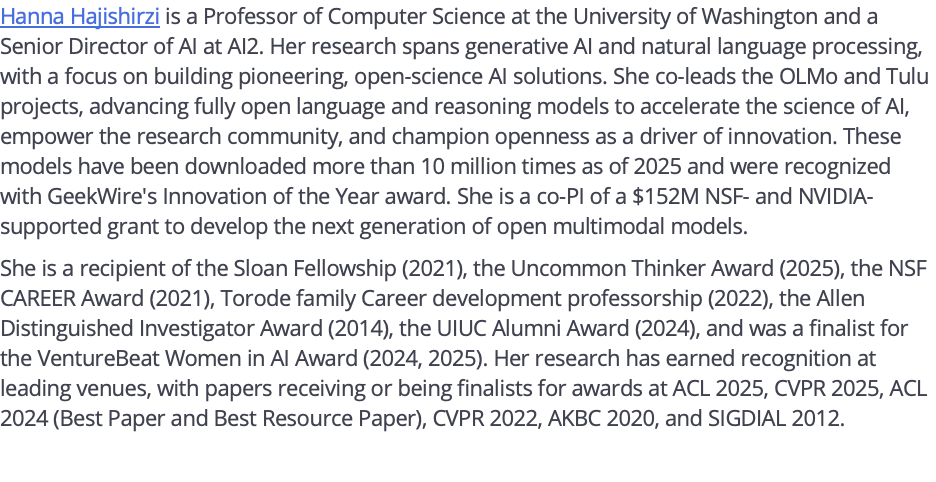 Hanna Hajishirzi is a Professor of Computer Science at the University of Washington and a
Senior Director of AI at AI2. Her research spans generative AI and natural language processing,
with a focus on building pioneering, open-science AI solutions. She co-leads the OLMo and Tulu
projects, advancing fully open language and reasoning models to accelerate the science of AI,
empower the research community, and champion openness as a driver of innovation. These
models have been downloaded more than 10 million times as of 2025 and were recognized
with GeekWire's Innovation of the Year award. She is a co-PI of a $152M NSF- and NVIDIA-
supported grant to develop the next generation of open multimodal models.
She is a recipient of the Sloan Fellowship (2021), the Uncommon Thinker Award (2025), the NSF
CAREER Award (2021), Torode family Career development professorship (2022), the Allen
Distinguished Investigator Award (2014), the UIUC Alumni Award (2024), and was a finalist for
the VentureBeat Women in AI Award (2024, 2025). Her research has earned recognition at
leading venues, with papers receiving or being finalists for awards at ACL 2025, CVPR 2025, ACL
2024 (Best Paper and Best Resource Paper), CVPR 2022, AKBC 2020, and SIGDIAL 2012.